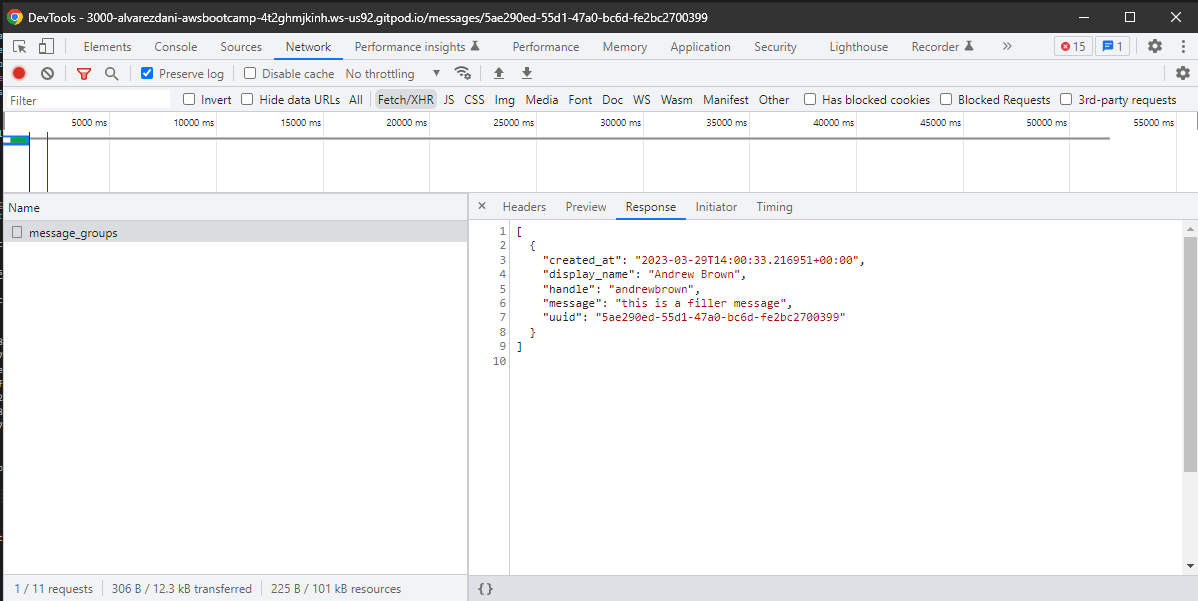 DevTools - 3000-alvarezdani-awsbootcamp-4t2ghmjkinh.ws-us92.gitpod.io/messages/5ae290ed-55d1-47a0-bc6d-fe2bc2700399
Elements Console Sources Network Performance insights Performance Memory Application Security Lighthouse Recorder » 15 1
Preserve log Disable cache No throttling
Filter Invert Hide data URLs All Fetch/XHR JS CSS Img Media Font Doc WS Wasm Manifest Other Has blocked cookies Blocked Requests 3rd-party requests
5000 ms 10000 ms 15000 ms 20000 ms 25000 ms 30000 ms 35000 ms 40000 ms 45000 ms 50000 ms 55000 ms
Name
message_groups
× Headers Preview Response Initiator Timing
1 [
2 {
3 "created_at": "2023-03-29T14:00:33.216951+00:00",
4 "display_name": "Andrew Brown",
5 "handle": "andrewbrown",
6 "message": "this is a filler message",
7 "uuid": "5ae290ed-55d1-47a0-bc6d-fe2bc2700399"
8 }
9 ]
10
1 / 11 requests 306 B / 12.3 kB transferred 225 B / 101 kB resources
{}